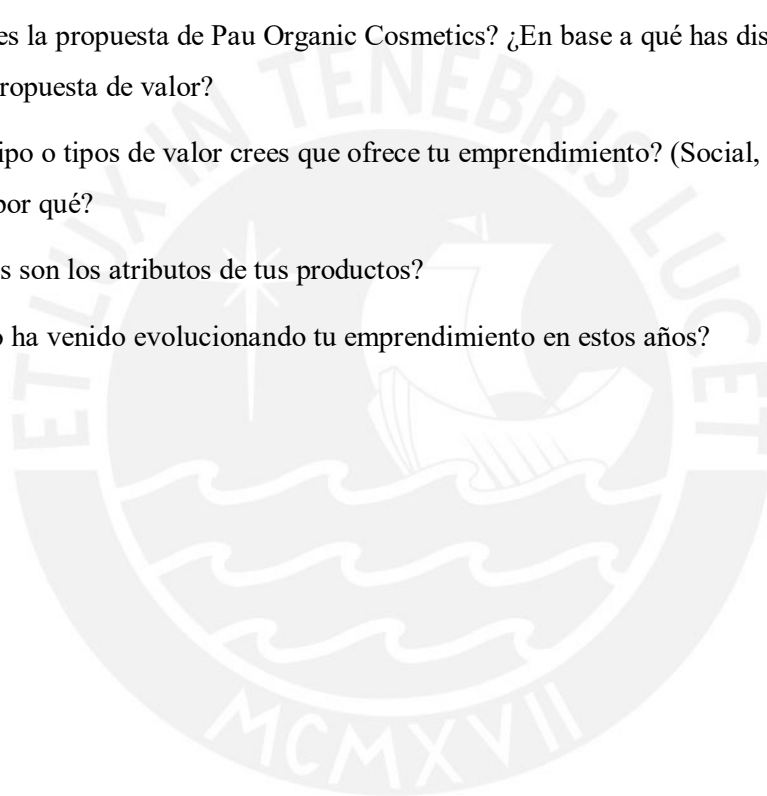 es la propuesta de Pau Organic Cosmetics? ¿En base a qué has dis
ropuesta de valor?
ipo o tipos de valor crees que ofrece tu emprendimiento? (Social,
por qué?
s son los atributos de tus productos?
o ha venido evolucionando tu emprendimiento en estos años?
ET LUX IN TENEBRIS LUCET
MCMXVII